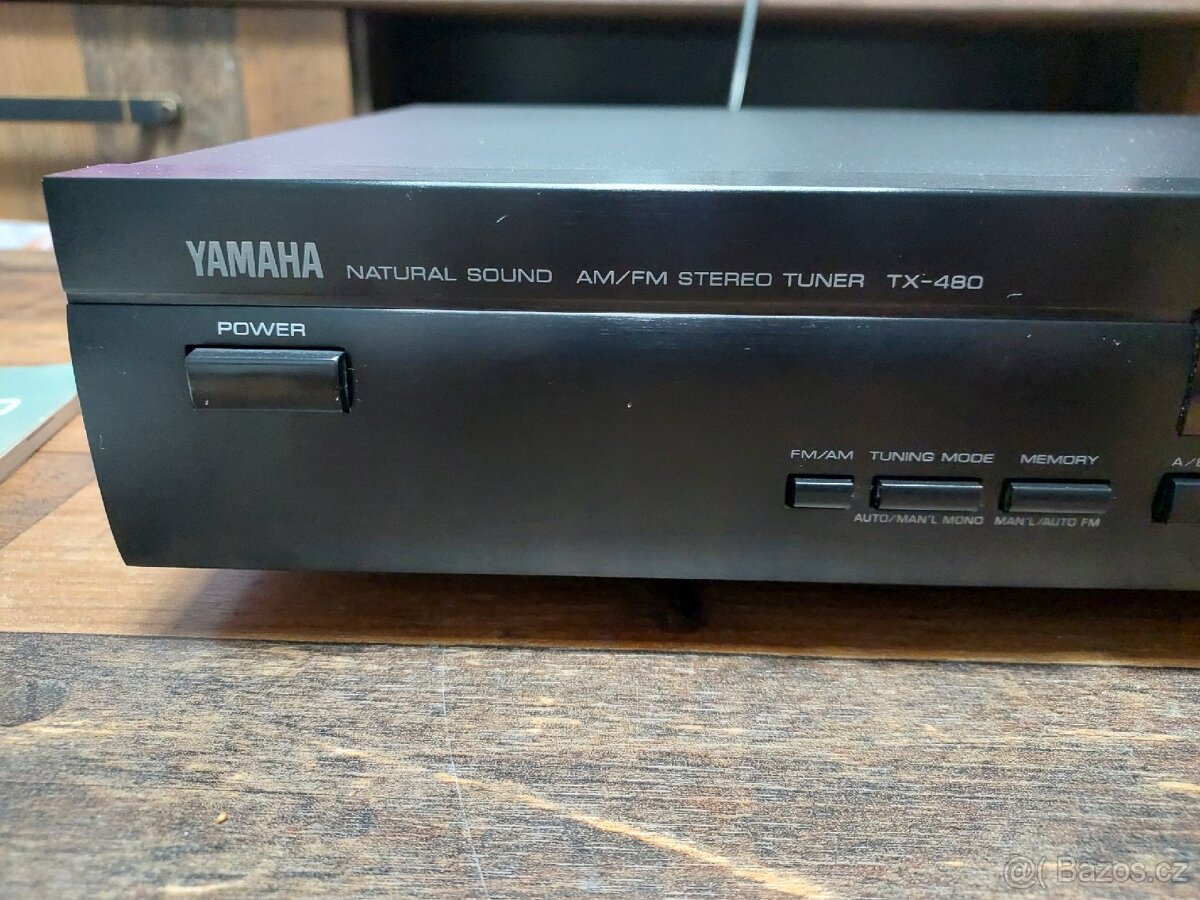 YAMAHA NATURAL SOUND AM/FM STEREO TUNER TX-480
POWER
FM/AM TUNING MODE MEMORY
AUTO/MAN'L MONO MAN'L/AUTO FM
@( Bazos.cz